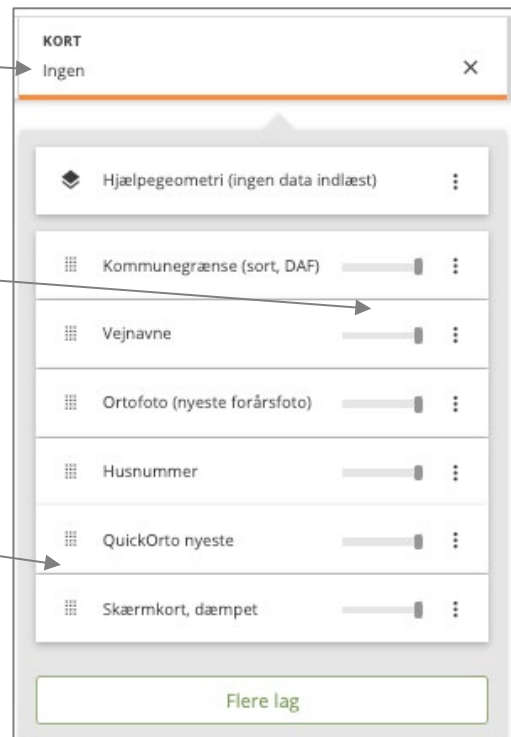 KORT
Ingen
Hjælpegeometri (ingen data indlæst)
Kommunegrænse (sort, DAF)
Vejnavne
Ortofoto (nyeste forårsfoto)
Husnummer
QuickOrto nyeste
Skærmkort, dæmpet
Flere lag